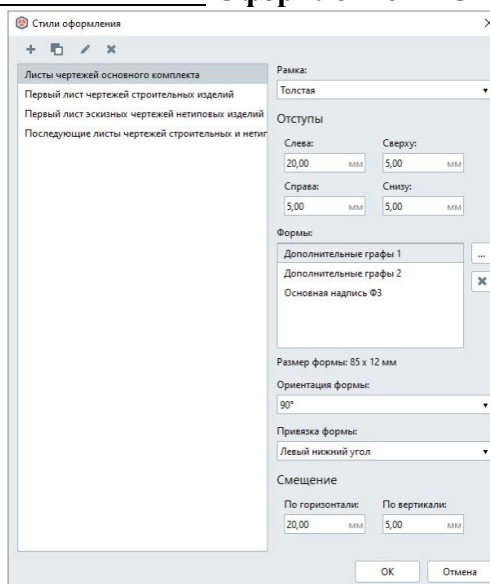 Стили оформления
Листы чертежей основного комплекта
Первый лист чертежей строительных изделий
Первый лист эскизных чертежей нетиповых изделий
Последующие листы чертежей строительных и нетиг
Рамка:
Толстая
Отступы
Слева: Сверху:
20,00 мм 5,00 мм
Справа: Снизу:
5,00 мм 5,00 мм
Формы:
Дополнительные графы 1
...
Дополнительные графы 2
Основная надпись Ф3
Размер формы: 85 x 12 мм
Ориентация формы:
90°
Привязка формы:
Левый нижний угол
Смещение
По горизонтали: По вертикали:
20,00 мм 5,00 мм
ОК Отмена